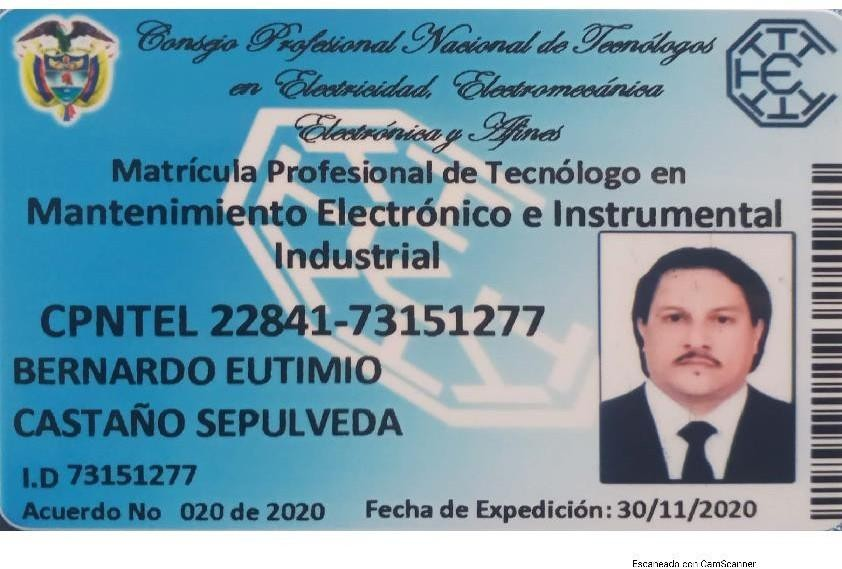 Consejo Profesional Nacional de Tecnólogos
en Electricidad, Electromecánica
Electrónica y Afines
Matrícula Profesional de Tecnólogo en
Mantenimiento Electrónico e Instrumental
Industrial
CPNTEL 22841-73151277
BERNARDO EUTIMIO
CASTAÑO SEPULVEDA
I.D 73151277
Acuerdo No 020 de 2020 Fecha de Expedición: 30/11/2020
Escaneado con CamScanner